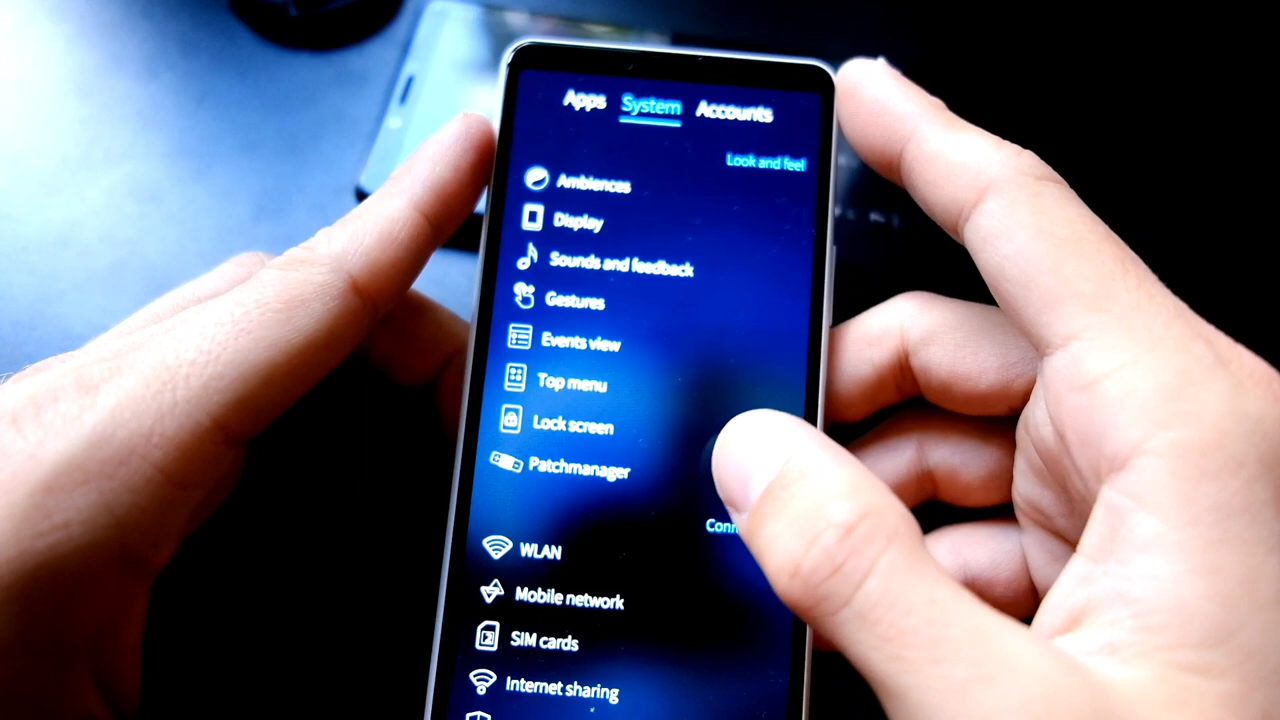 Apps System Accounts
Look and feel
Ambiences
Display
Sounds and feedback
Gestures
Events view
Top menu
Lock screen
Patchmanager
Conn
WLAN
Mobile network
SIM cards
Internet sharing